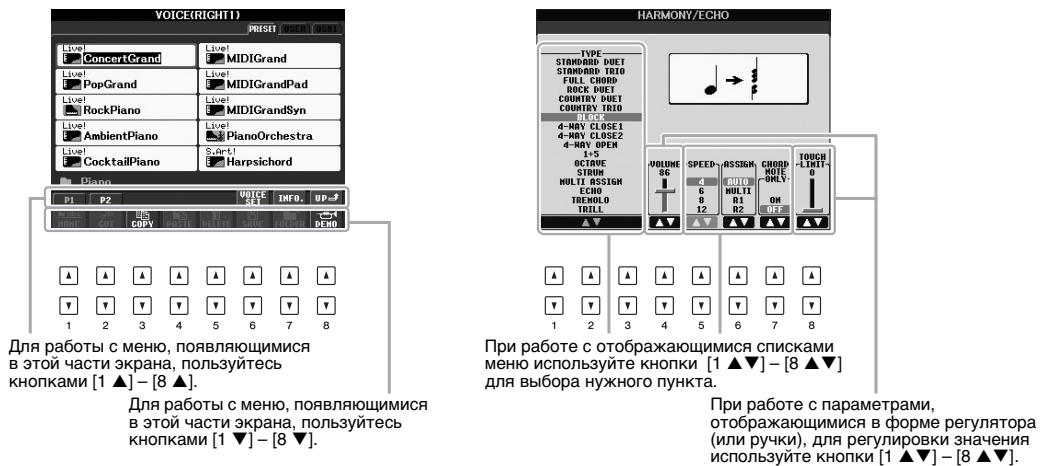 VOICE(RIGHT1)
PRESET USER USB1
Live! ConcertGrand
Live! MIDIGrand
Live! PopGrand
Live! MIDIGrandPad
Live! RockPiano
Live! MIDIGrandSyn
Live! AmbientPiano
Live! PianoOrchestra
Live! CocktailPiano
S.Art! Harpsichord
Piano
P1 P2 VOICE SET INFO. UP
NAME CUT COPY PASTE DELETE SAVE FOLDER DEMO
1 2 3 4 5 6 7 8
Для работы с меню, появляющимися
в этой части экрана, пользуйтесь
кнопками [1 ▲] – [8 ▲].
Для работы с меню, появляющимися
в этой части экрана, пользуйтесь
кнопками [1 ▼] – [8 ▼].
HARMONY/ECHO
TYPE
STANDARD DUET
STANDARD TRIO
FULL CHORD
ROCK DUET
COUNTRY DUET
COUNTRY TRIO
BLOCK
4-WAY CLOSE1
4-WAY CLOSE2
4-WAY OPEN
1+5
OCTAVE
STRUM
MULTI ASSIGN
ECHO
TREMOLO
TRILL
VOLUME
86
SPEED
4
6
8
12
ASSIGN
AUTO
MULTI
R1
R2
CHORD
NOTE
ONLY
ON
OFF
TOUCH
LIMIT
0
1 2 3 4 5 6 7 8
При работе с отображающимися списками
меню используйте кнопки [1 ▲▼] – [8 ▲▼]
для выбора нужного пункта.
При работе с параметрами,
отображающимися в форме регулятора
(или ручки), для регулировки значения
используйте кнопки [1 ▲▼] – [8 ▲▼].